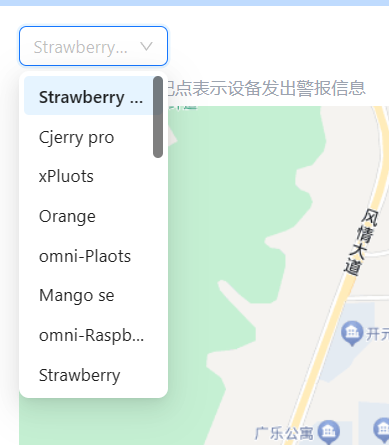 Strawberry...
记点表示设备发出警报信息
Strawberry ...
Cjerry pro
xPluots
Orange
omni-Plaots
Mango se
omni-Raspb...
Strawberry
风情大道
开元
广乐公寓